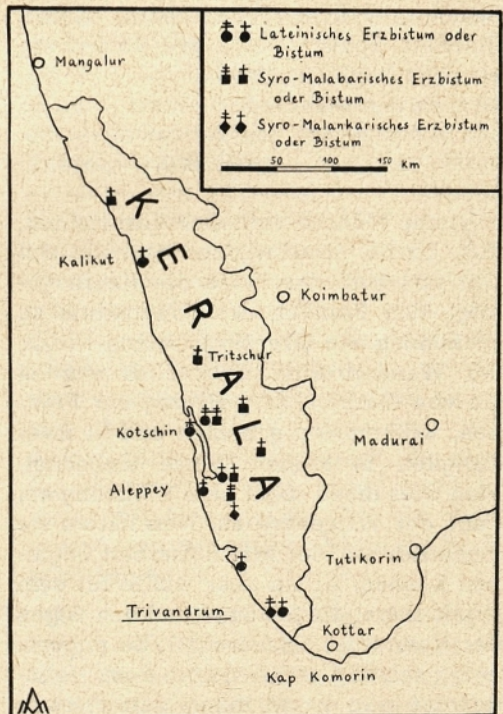 Lateinisches Erzbistum oder
Bistum
Syro-Malabarisches Erzbistum
oder Bistum
Syro-Malankarisches Erzbistum
oder Bistum
50 100 150
Km
Mangalur
KERALA
Kalikut
Koimbatur
Tritschur
Kotschin
Madurai
Aleppey
Tutikorin
Trivandrum
Kottar
Kap Komorin